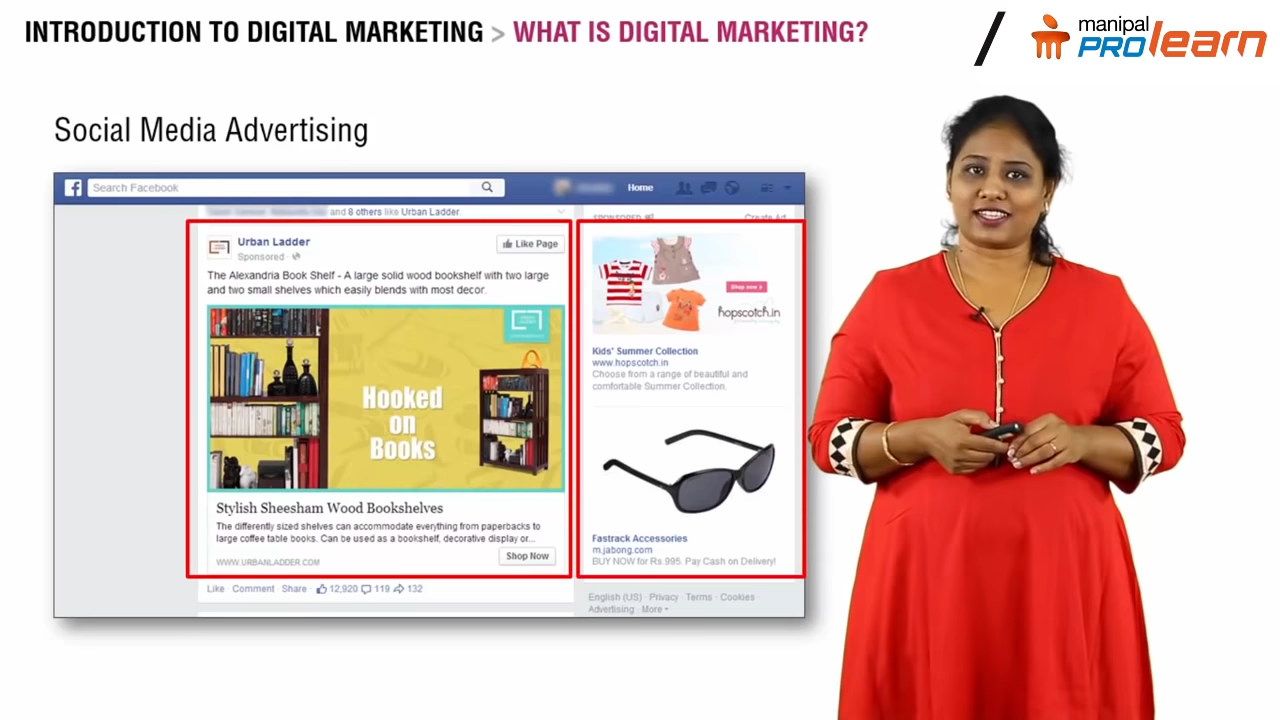 INTRODUCTION TO DIGITAL MARKETING > WHAT IS DIGITAL MARKETING?
manipal
PRO learn
Social Media Advertising
Search Facebook
Home
and 8 others like Urban Ladder.
Urban Ladder
Sponsored ·
Like Page
The Alexandria Book Shelf - A large solid wood bookshelf with two large
and two small shelves which easily blends with most decor.
Hooked
on
Books
Stylish Sheesham Wood Bookshelves
The differently sized shelves can accommodate everything from paperbacks to
large coffee table books. Can be used as a bookshelf, decorative display or...
WWW.URBANLADDER.COM
Shop Now
Like · Comment · Share · 12,920 119 132
SPONSORED
Create Ad
Shop now
hopscotch.in
Kids' Summer Collection
www.hopscotch.in
Choose from a range of beautiful and
comfortable Summer Collection.
Fastrack Accessories
m.jabong.com
BUY NOW for Rs.995. Pay Cash on Delivery!
English (US) · Privacy · Terms · Cookies ·
Advertising · More